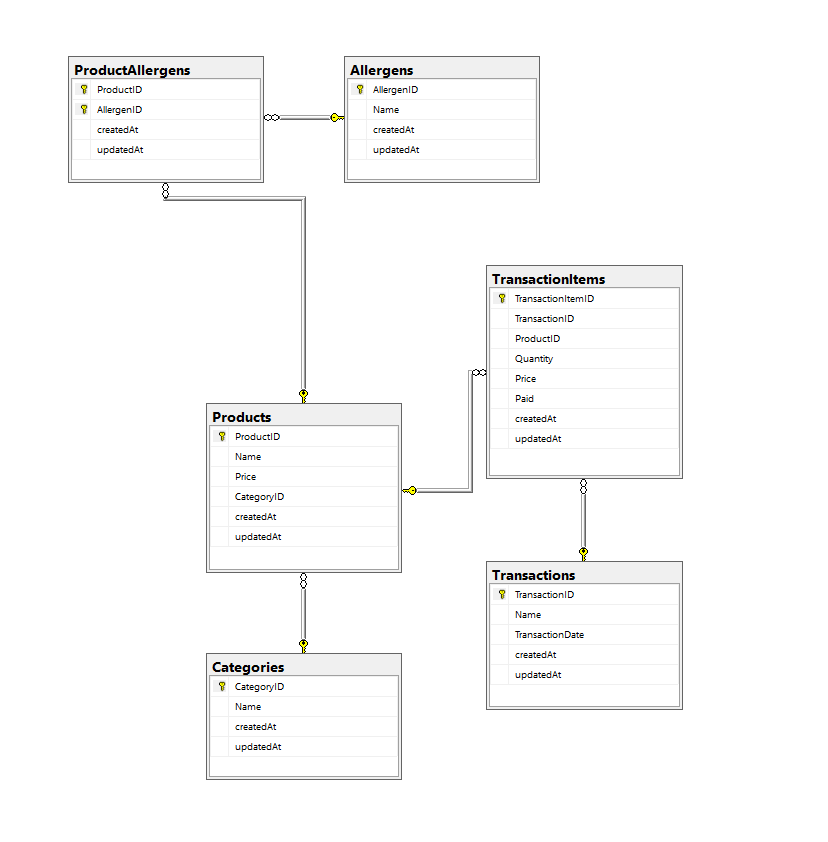 ProductAllergens
ProductID
AllergenID
createdAt
updatedAt
Allergens
AllergenID
Name
createdAt
updatedAt
TransactionItems
TransactionItemID
TransactionID
ProductID
Quantity
Price
Paid
createdAt
updatedAt
Products
ProductID
Name
Price
CategoryID
createdAt
updatedAt
Transactions
TransactionID
Name
TransactionDate
createdAt
updatedAt
Categories
CategoryID
Name
createdAt
updatedAt